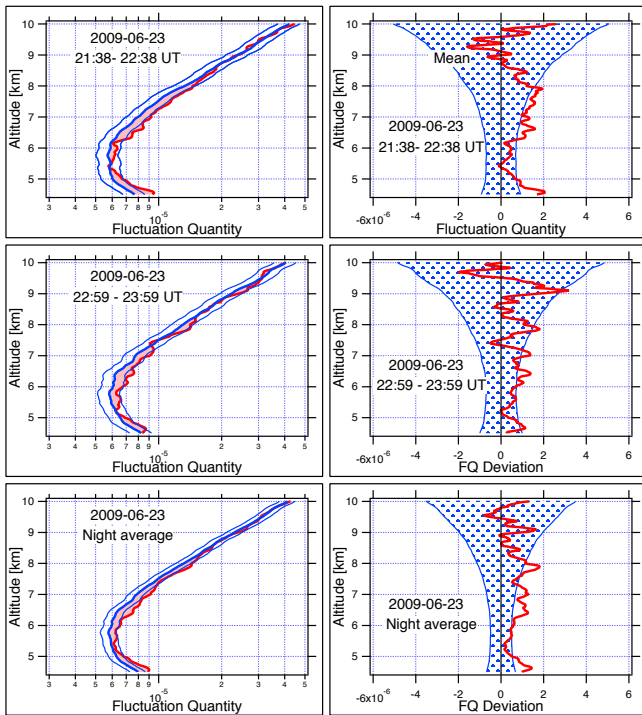 Altitude [km]
10
9
8
7
6
5
2009-06-23
21:38- 22:38 UT
3 4 5 6 7 8 9 10-5 2 3 4 5
Fluctuation Quantity
Altitude [km]
10
9
8
7
6
5
Mean
2009-06-23
21:38- 22:38 UT
-6x10-6 -4 -2 0 2 4 6
Fluctuation Quantity
Altitude [km]
10
9
8
7
6
5
2009-06-23
22:59 - 23:59 UT
3 4 5 6 7 8 9 10-5 2 3 4 5
Fluctuation Quantity
Altitude [km]
10
9
8
7
6
5
2009-06-23
22:59 - 23:59 UT
-6x10-6 -4 -2 0 2 4 6
FQ Deviation
Altitude [km]
10
9
8
7
6
5
2009-06-23
Night average
3 4 5 6 7 8 9 10-5 2 3 4 5
Fluctuation Quantity
Altitude [km]
10
9
8
7
6
5
2009-06-23
Night average
-6x10-6 -4 -2 0 2 4 6
FQ Deviation